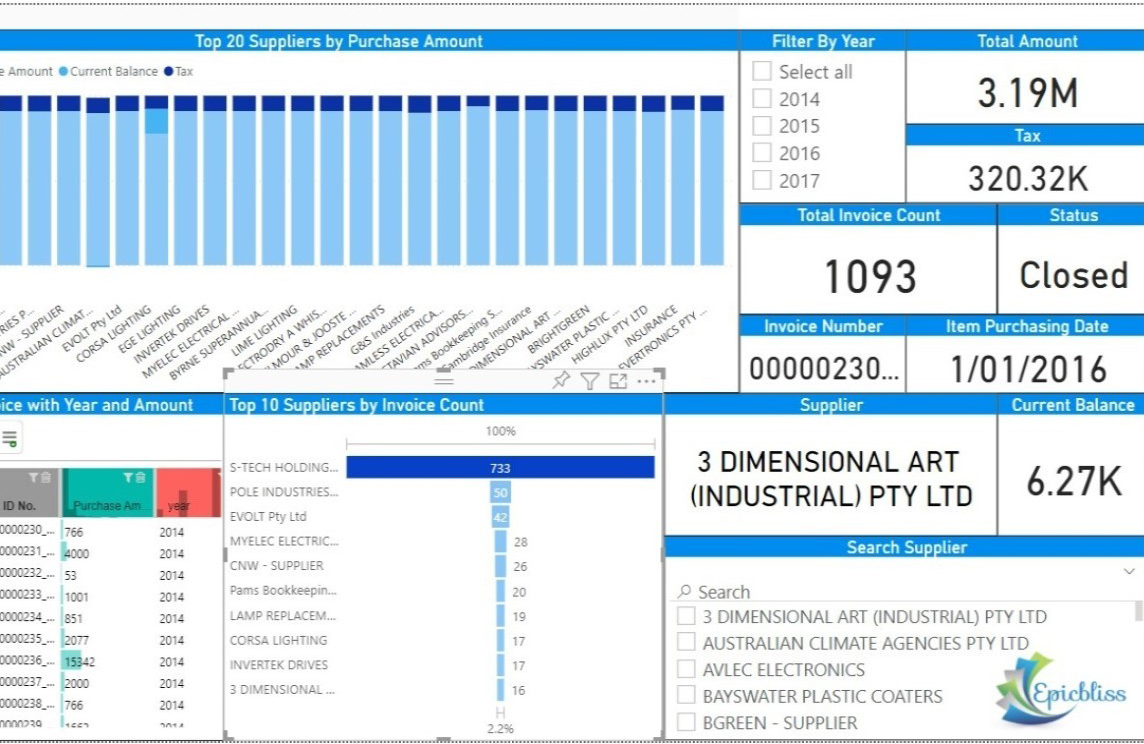 Top 20 Suppliers by Purchase Amount
e Amount Current Balance Tax
RIES P...
NW - SUPPLIER
AUSTRALIAN CLIMAT...
EVOLT Pty Ltd
CORSA LIGHTING
EGE LIGHTING
INVERTEK DRIVES
MYELEC ELECTRICAL ...
BYRNE SUPERANNUA...
LIME LIGHTING
ECTRODRY A WHIS...
MOUR & JOOSTE ...
AMP REPLACEMENTS
G&S Industries
AMLESS ELECTRICA...
TAVIAN ADVISORS...
ms Bookkeeping S...
Cambridge Insurance
DIMENSIONAL ART ...
BRIGHTGREEN
YSWATER PLASTIC...
HIGHLUX PTY LTD
INSURANCE
EVERTRONICS PTY ...
Filter By Year
Select all
2014
2015
2016
2017
Total Amount
3.19M
Tax
320.32K
Total Invoice Count
1093
Status
Closed
Invoice Number
00000230...
Item Purchasing Date
1/01/2016
oice with Year and Amount
ID No. Purchase Am... year
0000230_... 766 2014
0000231_... 4000 2014
0000232_... 53 2014
0000233_... 1001 2014
0000234_... 851 2014
0000235_... 2077 2014
0000236_... 15342 2014
0000237_... 2000 2014
0000238_... 766 2014
0000239 2014
Top 10 Suppliers by Invoice Count
100%
S-TECH HOLDING... 733
POLE INDUSTRIES... 50
EVOLT Pty Ltd 42
MYELEC ELECTRIC... 28
CNW - SUPPLIER 26
Pams Bookkeepin... 20
LAMP REPLACEM... 19
CORSA LIGHTING 17
INVERTEK DRIVES 17
3 DIMENSIONAL ... 16
2.2%
Supplier
3 DIMENSIONAL ART
(INDUSTRIAL) PTY LTD
Current Balance
6.27K
Search Supplier
Search
3 DIMENSIONAL ART (INDUSTRIAL) PTY LTD
AUSTRALIAN CLIMATE AGENCIES PTY LTD
AVLEC ELECTRONICS
BAYSWATER PLASTIC COATERS
BGREEN - SUPPLIER
Epicbliss